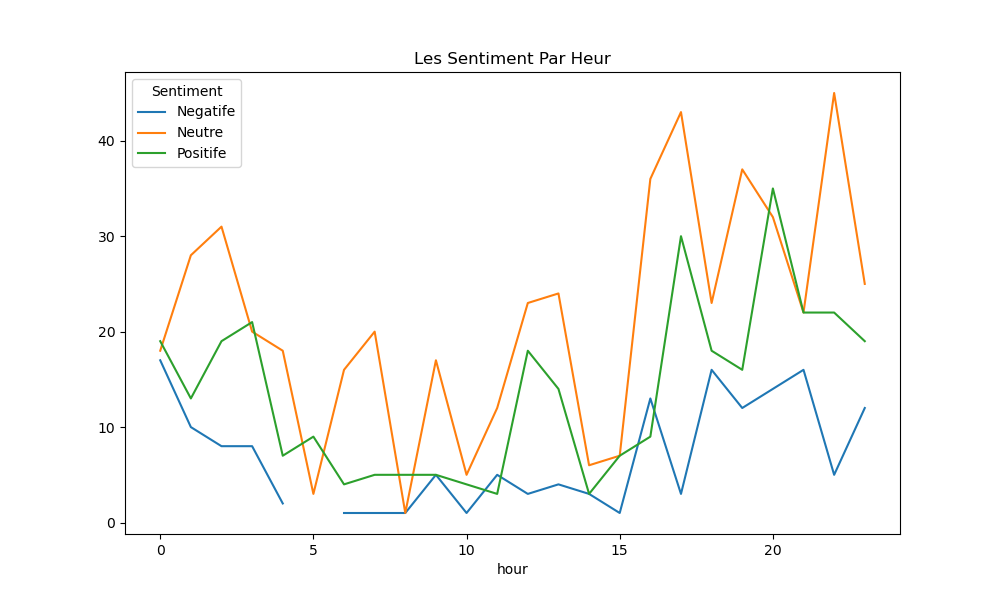 Les Sentiment Par Heur
Sentiment
Negatife
Neutre
Positife
40
30
20
10
0
0 5 10 15 20
hour